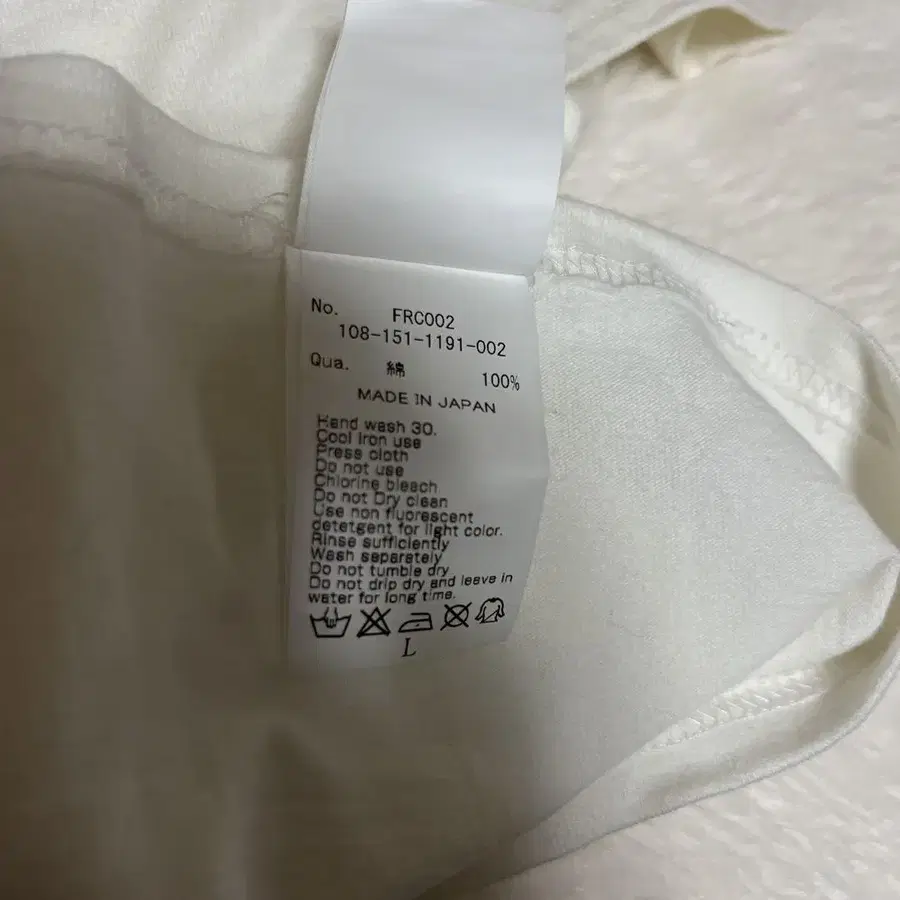 No. FRC002
108-151-1191-002
Qua. 綿 100%
MADE IN JAPAN
Hand wash 30.
Cool iron use
Press cloth
Do not use
Chlorine bleach
Do not Dry clean
Use non fluorescent
detetgent for light color.
Rinse sufficiently
Wash separately
Do not tumble dry
Do not drip dry and leave in
water for long time.
L